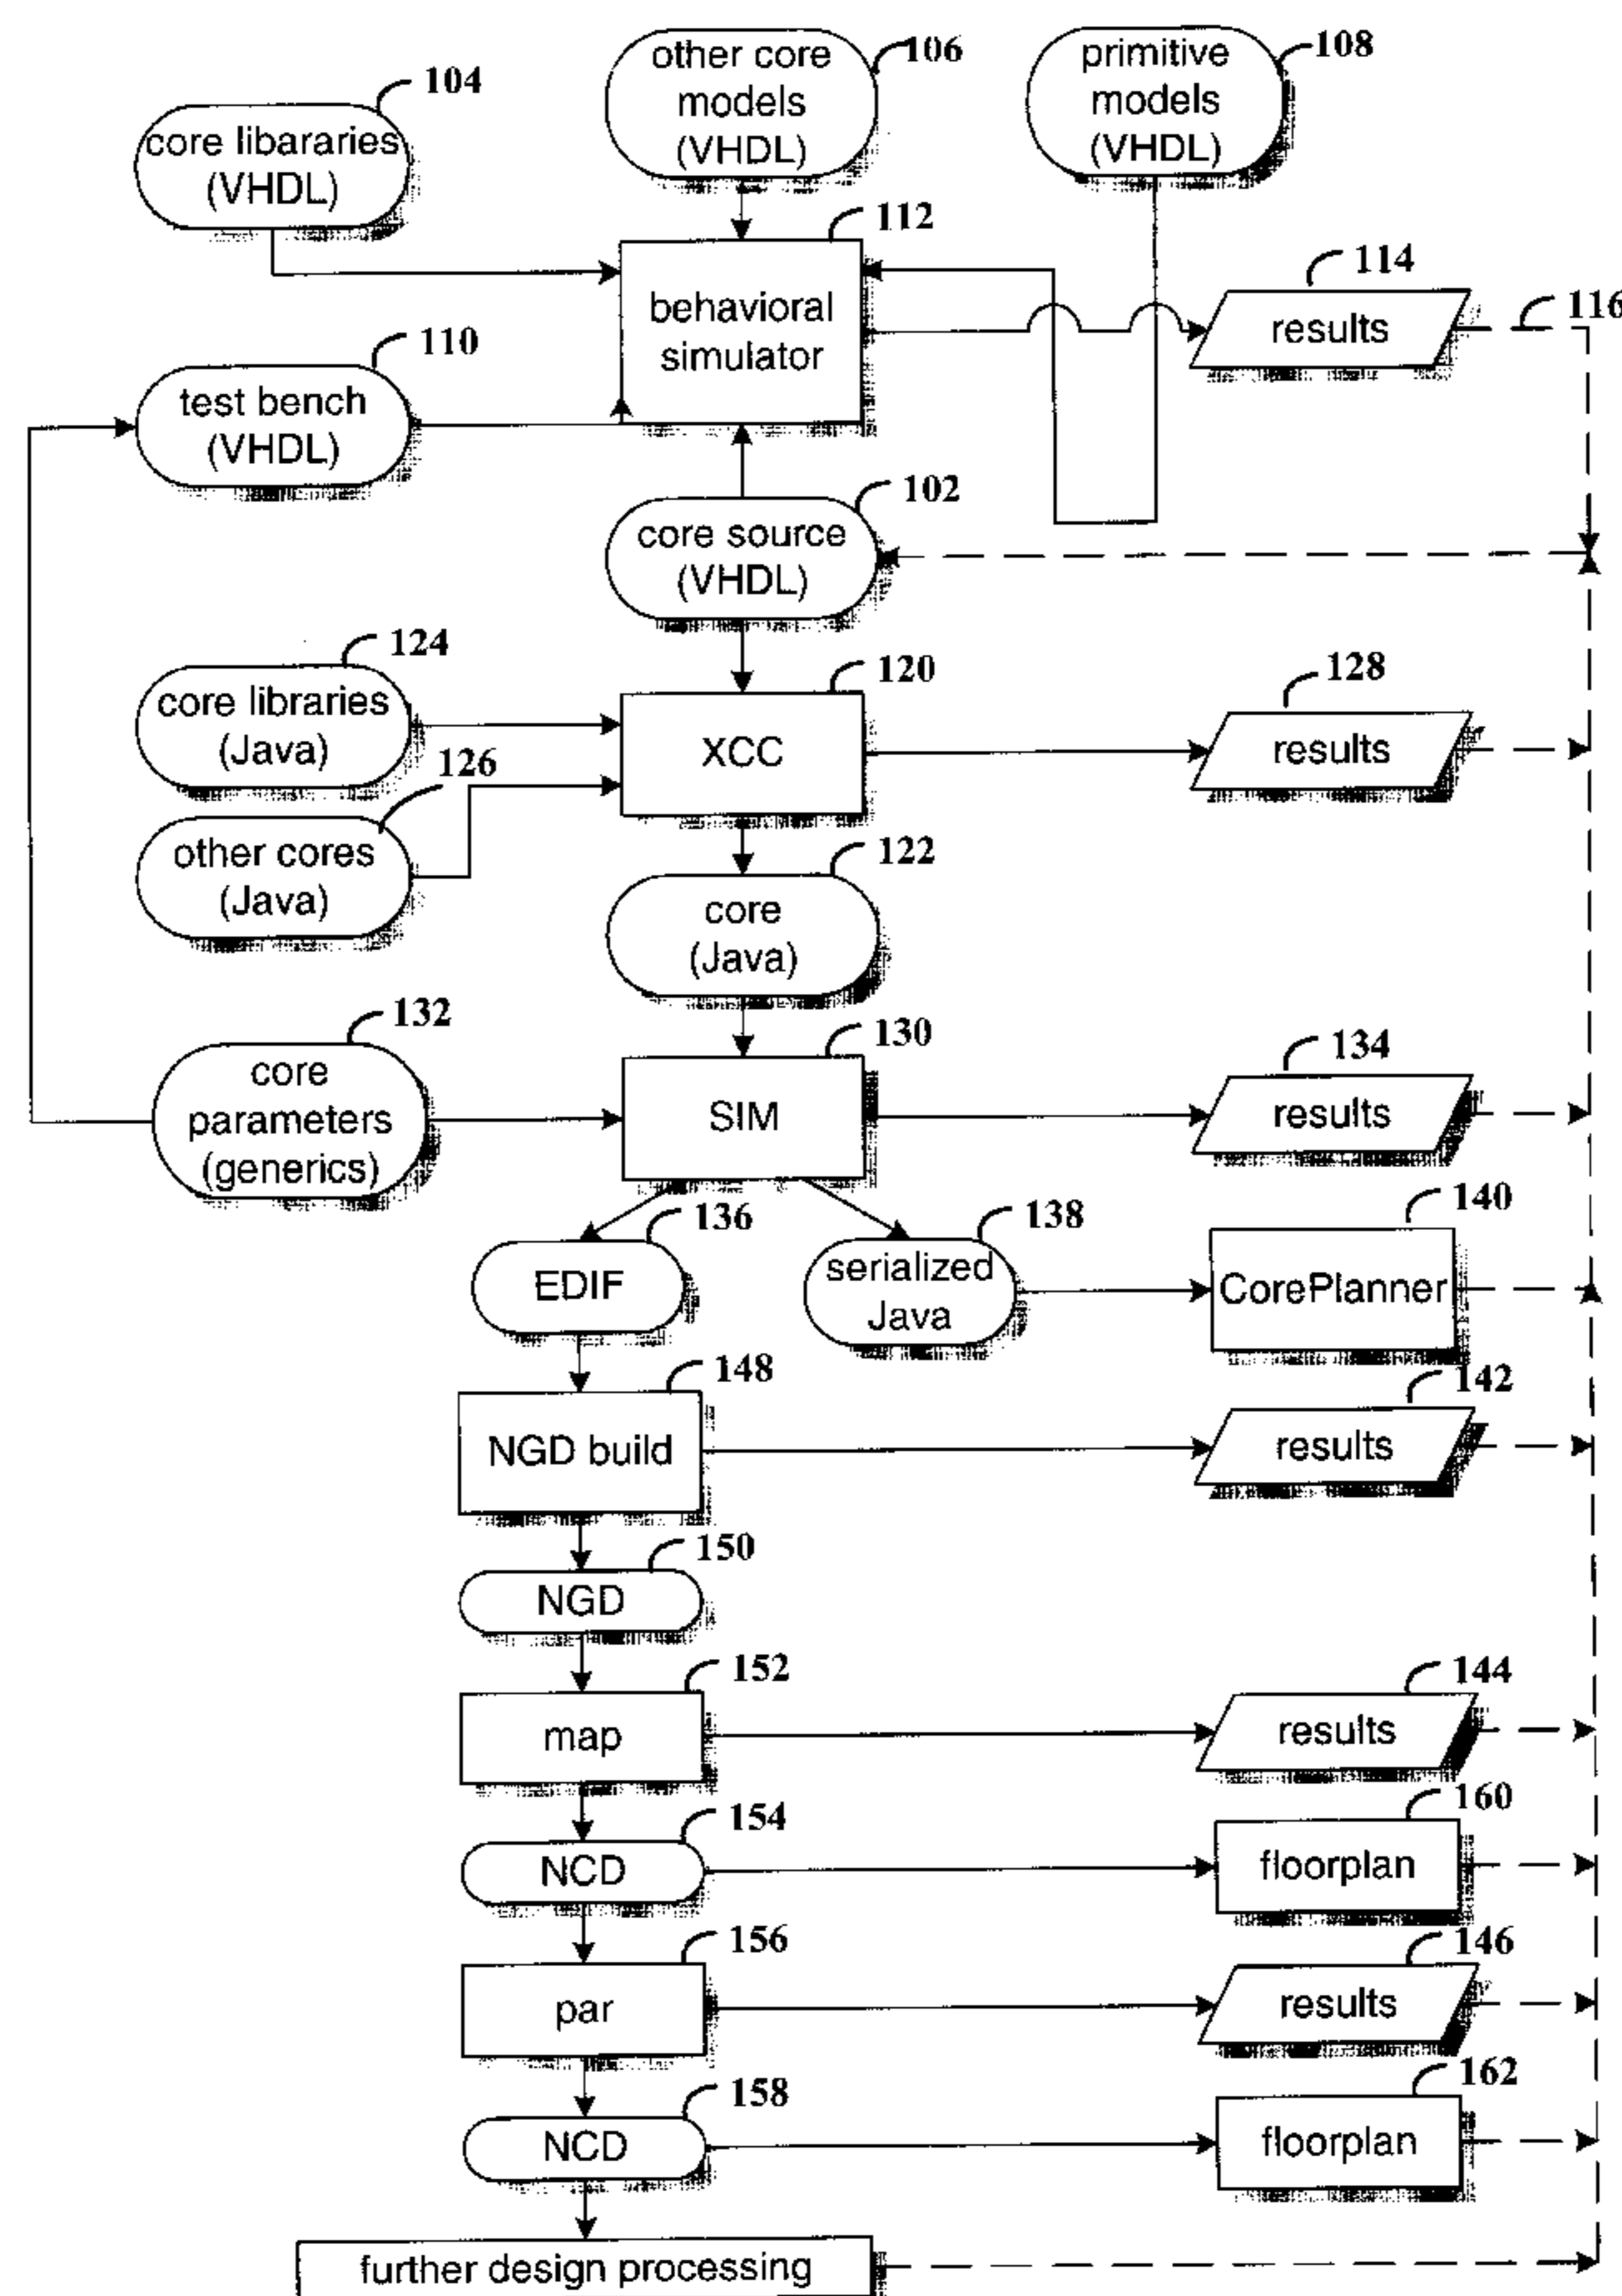 other core
models
(VHDL)
106
primitive
models
(VHDL)
108
104
core libararies
(VHDL)
112
behavioral
simulator
114
results
116
110
test bench
(VHDL)
102
core source
(VHDL)
124
core libraries
(Java)
120
XCC
128
results
126
other cores
(Java)
122
core
(Java)
132
core
parameters
(generics)
130
SIM
134
results
136
EDIF
138
serialized
Java
140
CorePlanner
148
NGD build
142
results
150
NGD
152
map
144
results
154
NCD
160
floorplan
156
par
146
results
158
NCD
162
floorplan
further design processing